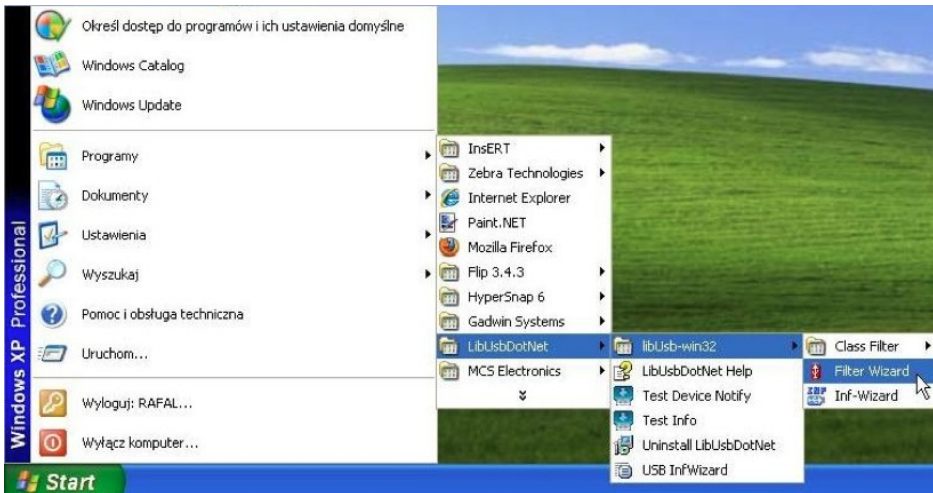 Określ dostęp do programów i ich ustawienia domyślne
Windows Catalog
Windows Update
Programy
Dokumenty
Ustawienia
Wyszukaj
Pomoc i obsługa techniczna
Uruchom...
Wyloguj: RAFAL...
Wyłącz komputer...
Windows XP Professional
Start
InsERT
Zebra Technologies
Internet Explorer
Paint.NET
Mozilla Firefox
Flip 3.4.3
HyperSnap 6
Gadwin Systems
LibUsbDotNet
MCS Electronics
libUsb-win32
LibUsbDotNet Help
Test Device Notify
Test Info
Uninstall LibUsbDotNet
USB InfWizard
Class Filter
Filter Wizard
Inf-Wizard